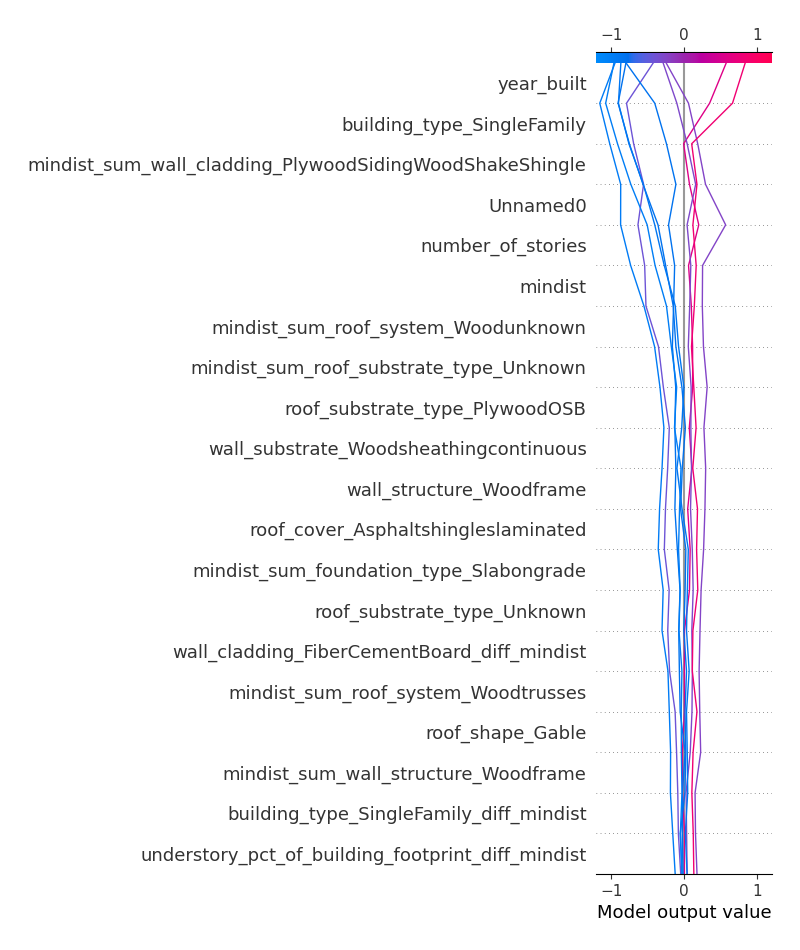 −1 0 1
year_built
building_type_SingleFamily
mindist_sum_wall_cladding_PlywoodSidingWoodShakeShingle
Unnamed0
number_of_stories
mindist
mindist_sum_roof_system_Woodunknown
mindist_sum_roof_substrate_type_Unknown
roof_substrate_type_PlywoodOSB
wall_substrate_Woodsheathingcontinuous
wall_structure_Woodframe
roof_cover_Asphaltshingleslaminated
mindist_sum_foundation_type_Slabongrade
roof_substrate_type_Unknown
wall_cladding_FiberCementBoard_diff_mindist
mindist_sum_roof_system_Woodtrusses
roof_shape_Gable
mindist_sum_wall_structure_Woodframe
building_type_SingleFamily_diff_mindist
understory_pct_of_building_footprint_diff_mindist
−1 0 1
Model output value